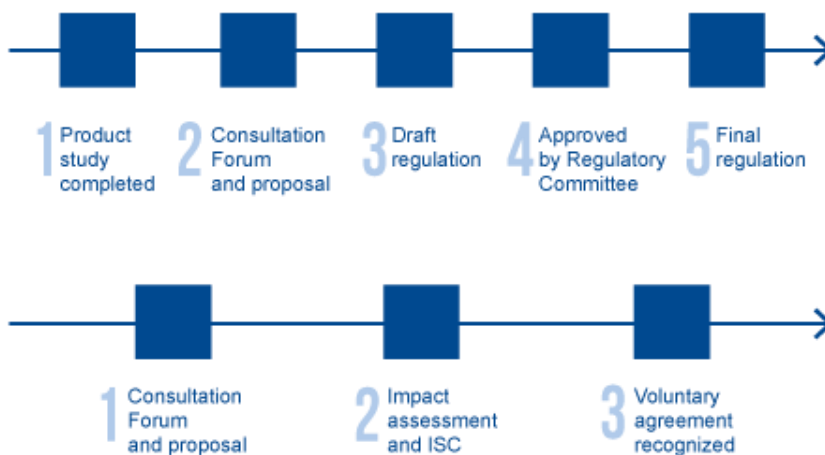 1 Product
study
completed
2 Consultation
Forum
and proposal
3 Draft
regulation
4 Approved
by Regulatory
Committee
5 Final
regulation
1 Consultation
Forum
and proposal
2 Impact
assessment
and ISC
3 Voluntary
agreement
recognized